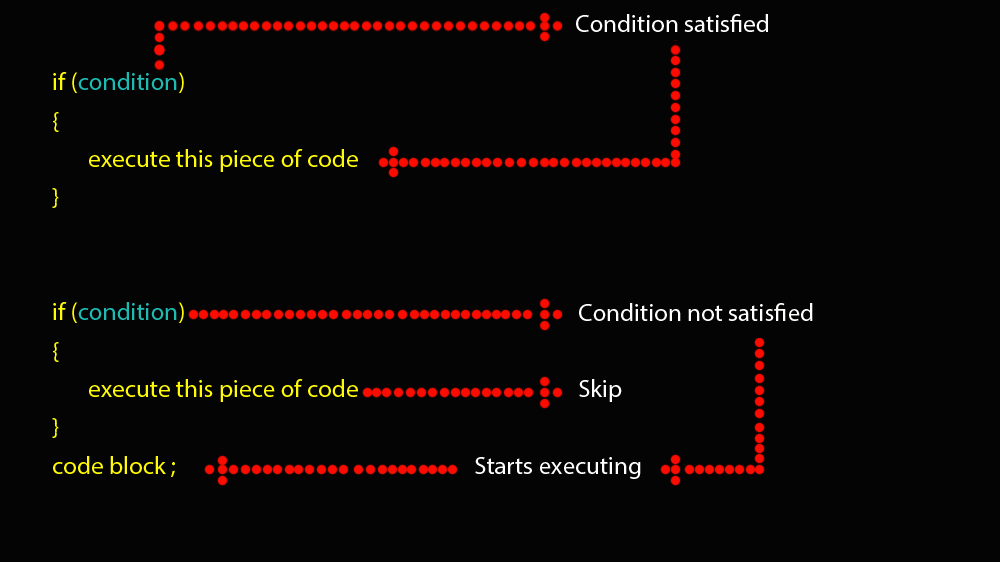 Condition satisfied
if (condition)
{
execute this piece of code
}
if (condition) Condition not satisfied
{
execute this piece of code Skip
}
code block ; Starts executing